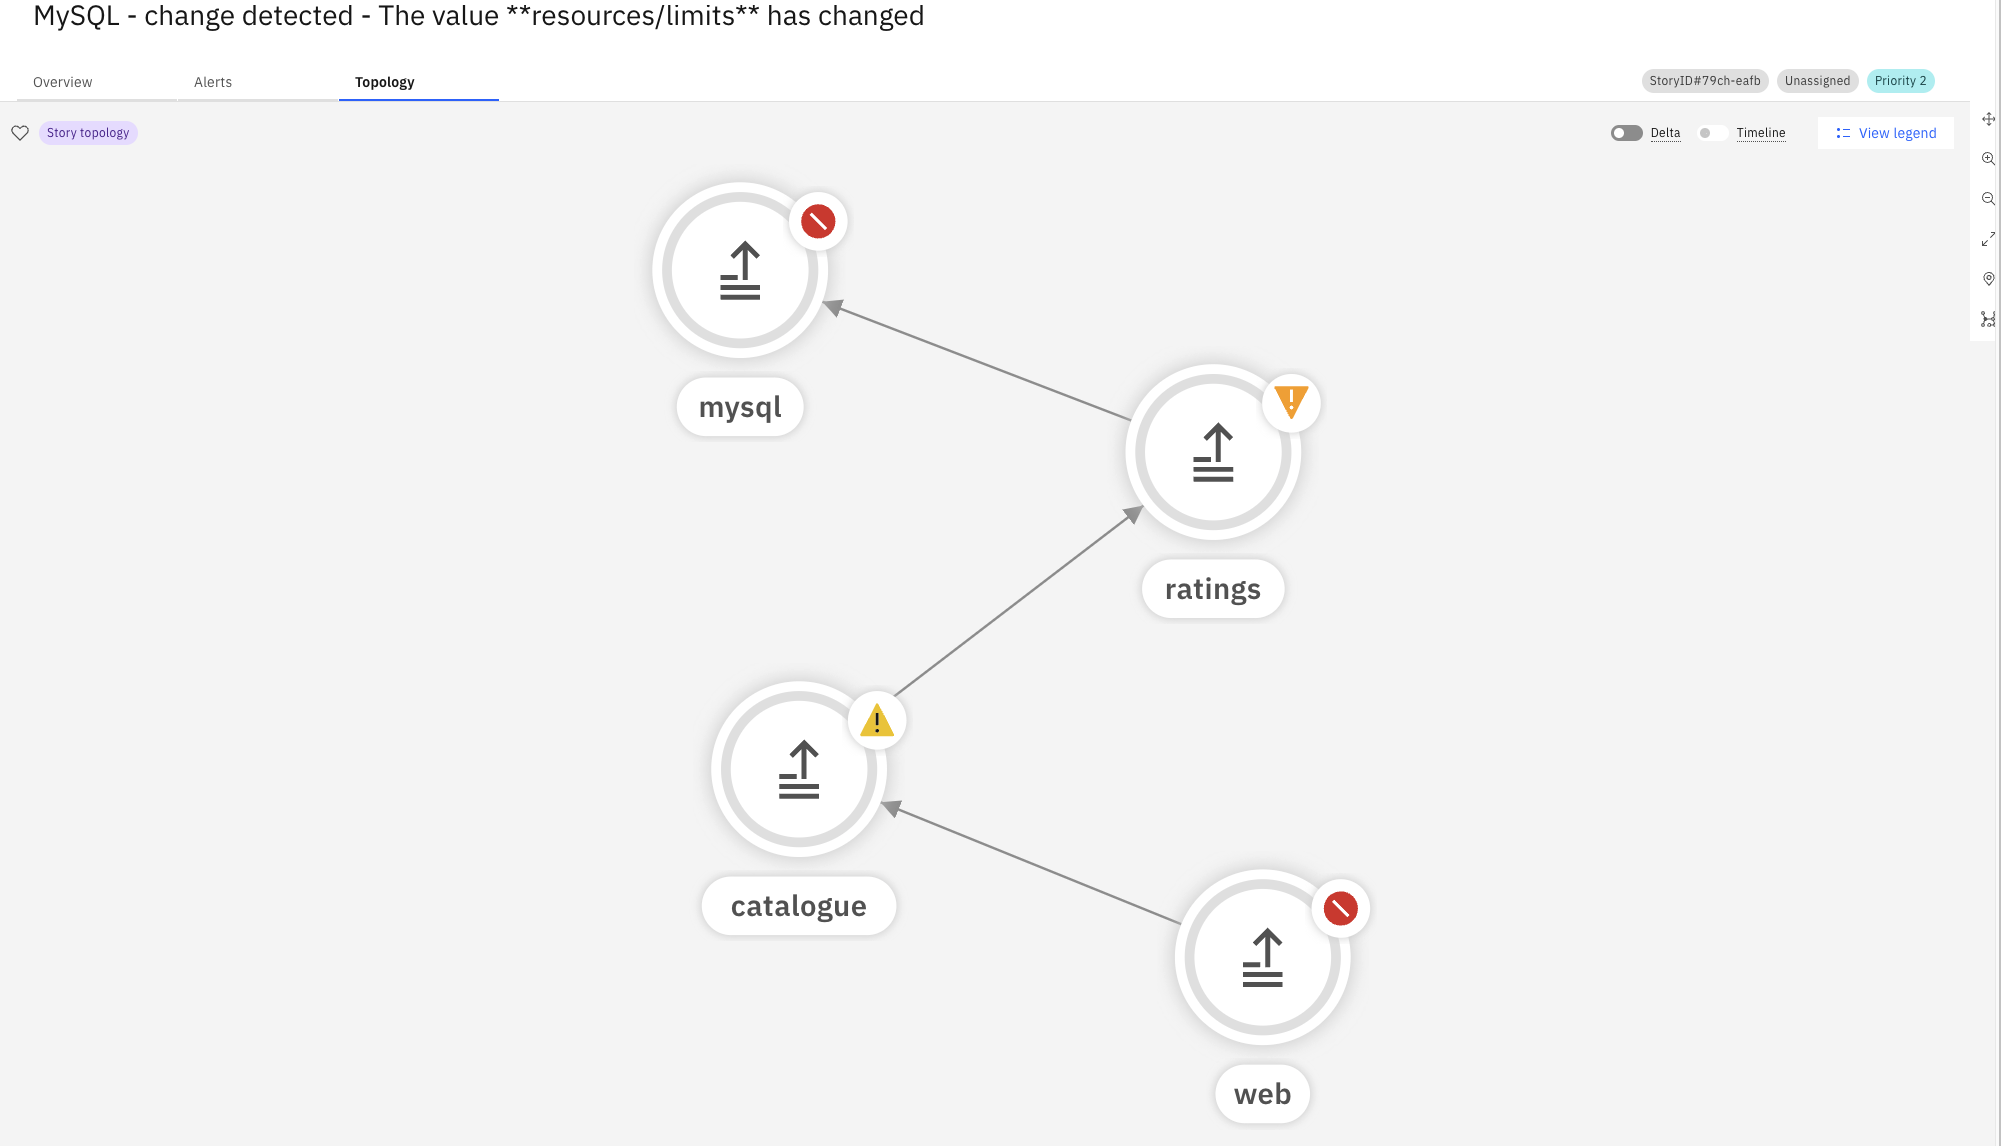 MySQL - change detected - The value **resources/limits** has changed
Overview
Alerts
Topology
StoryID#79ch-eafb
Unassigned
Priority 2
Story topology
Delta
Timeline
View legend
mysql
ratings
catalogue
web